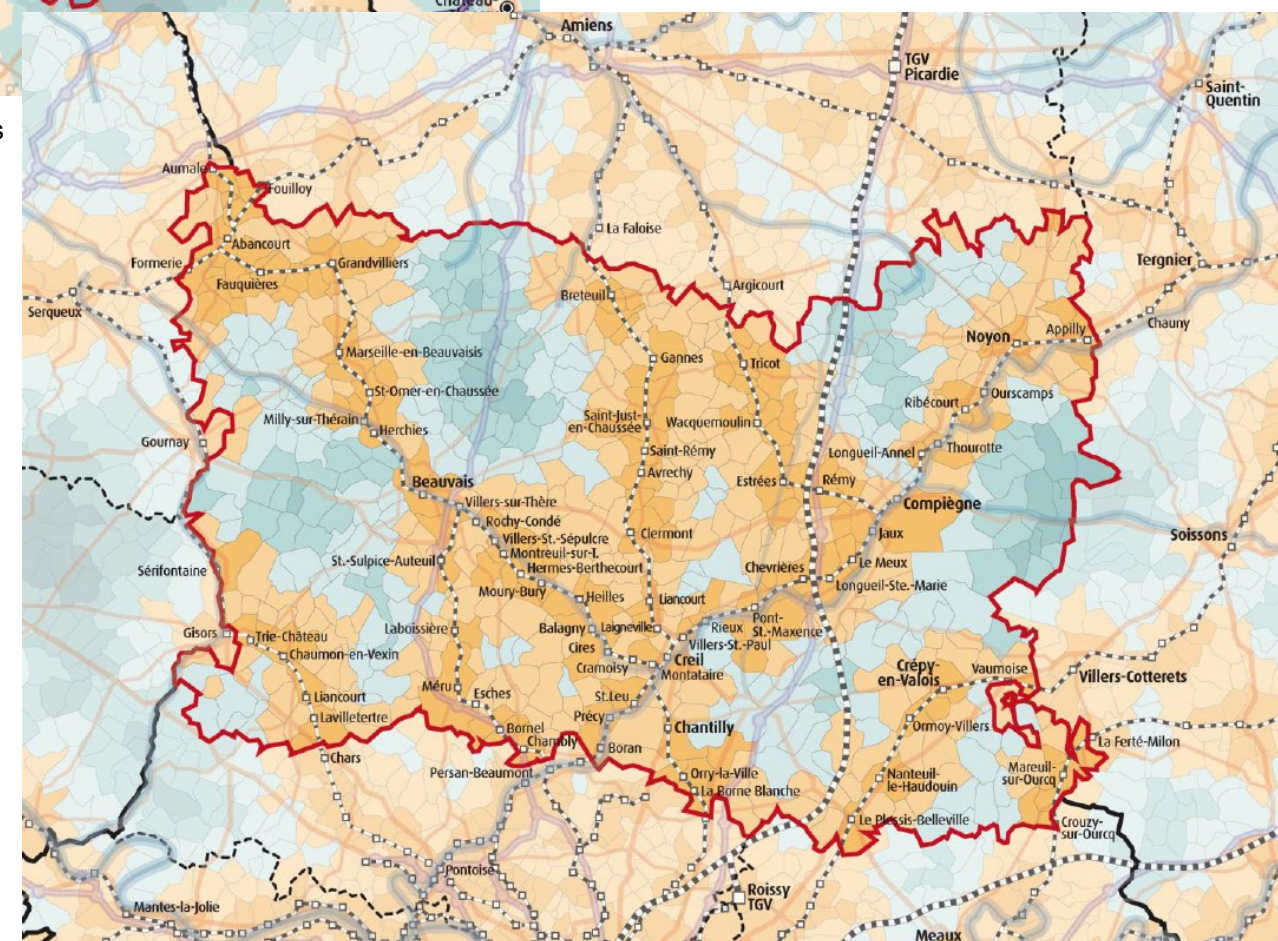 Château-
s
Amiens
TGV
Picardie
Saint-
Quentin
Aumale
Fouilloy
La Faloise
Abancourt
Formerie
Grandvilliers
Tergnier
Fauquières
Breteuil
Argicourt
Serqueux
Chauny
Noyon
Appilly
Marseille-en-Beauvaisis
Gannes
Tricot
St-Omer-en-Chaussée
Ourscamps
Ribécourt
Milly-sur-Thérain
Saint-Just-
en-Chaussée
Wacquemoulin
Herchies
Gournay
Saint-Rémy
Longueil-Annel
Thourotte
Avrechy
Beauvais
Estrées
Rémy
Villers-sur-Thère
Compiègne
Rochy-Condé
Clermont
Jaux
Soissons
Villers-St.-Sépulcre
Montreuil-sur-T.
St.-Sulpice-Auteuil
Hermes-Berthecourt
Chevrières
Le Meux
Sérifontaine
Longueil-Ste.-Marie
Moury-Bury
Heilles
Liancourt
Pont-
St.-Maxence
Gisors
Trie-Château
Laboissière
Balagny
Laigneville
Rieux
Villers-St.-Paul
Chaumon-en-Vexin
Cires
Creil
Montataire
Cramoisy
Crépy-
en-Valois
Vaumoise
Villers-Cotterets
Liancourt
Méru
Esches
St.Leu
Lavilletertre
Précy
Chantilly
Ormoy-Villers
Bornel
La Ferté-Milon
Chambly
Boran
Chars
Persan-Beaumont
Orry-la-Ville
Nanteuil
le-Haudouin
Mareuil-
sur-Ourcq
La Borne Blanche
Le Plessis-Belleville
Crouzy-
sur-Ourcq
Pontoise
Roissy
TGV
Mantes-la-Jolie
Meaux